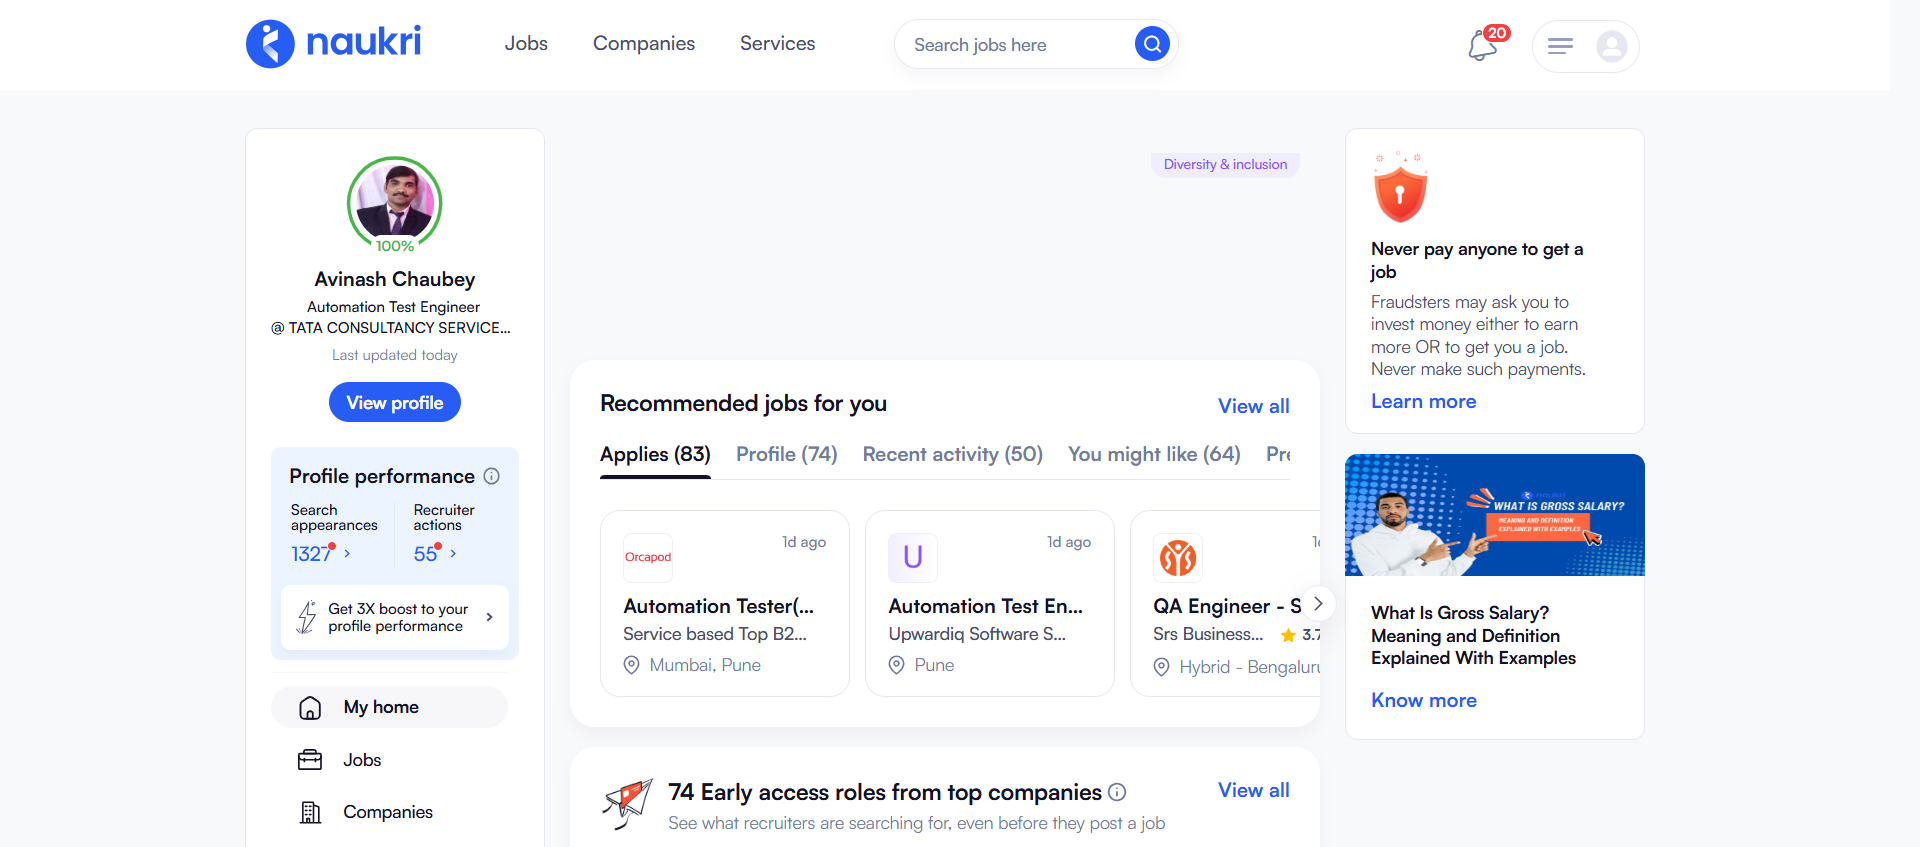 naukri
Jobs
Companies
Services
Search jobs here
20
100%
Avinash Chaubey
Automation Test Engineer
@ TATA CONSULTANCY SERVICE...
Last updated today
View profile
Profile performance
Search appearances
1327
Recruiter actions
55
Get 3X boost to your
profile performance
My home
Jobs
Companies
Diversity & inclusion
Recommended jobs for you
View all
Applies (83)
Profile (74)
Recent activity (50)
You might like (64)
Pre
Orcapod
1d ago
Automation Tester(...
Service based Top B2...
Mumbai, Pune
U
1d ago
Automation Test En...
Upwardiq Software S...
Pune
1d
QA Engineer - S
Srs Business...
3.7
Hybrid - Bengaluru
74 Early access roles from top companies
View all
See what recruiters are searching for, even before they post a job
Never pay anyone to get a
job
Fraudsters may ask you to
invest money either to earn
more OR to get you a job.
Never make such payments.
Learn more
naukri
WHAT IS GROSS SALARY?
MEANING AND DEFINITION
EXPLAINED WITH EXAMPLES
What Is Gross Salary?
Meaning and Definition
Explained With Examples
Know more